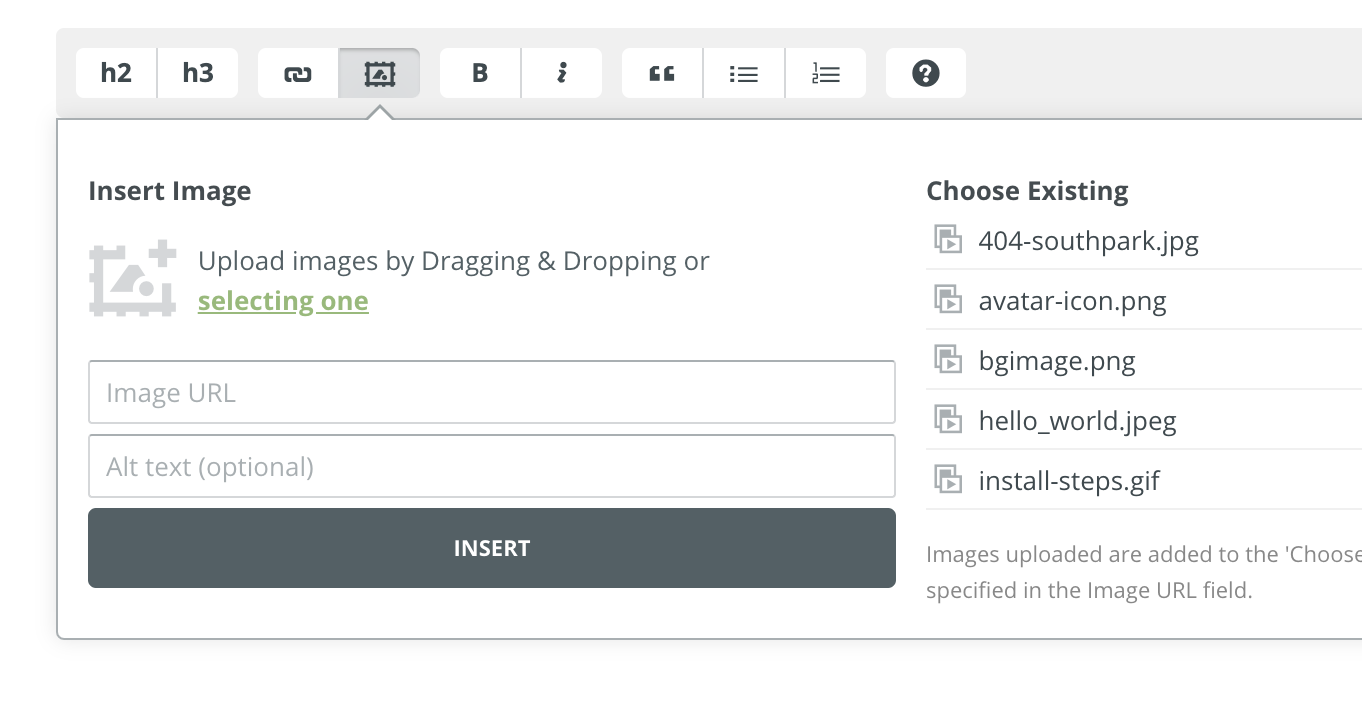 h2 h3 B i ?
Insert Image
Upload images by Dragging & Dropping or
selecting one
Image URL
Alt text (optional)
INSERT
Choose Existing
404-southpark.jpg
avatar-icon.png
bgimage.png
hello_world.jpeg
install-steps.gif
Images uploaded are added to the 'Choose
specified in the Image URL field.